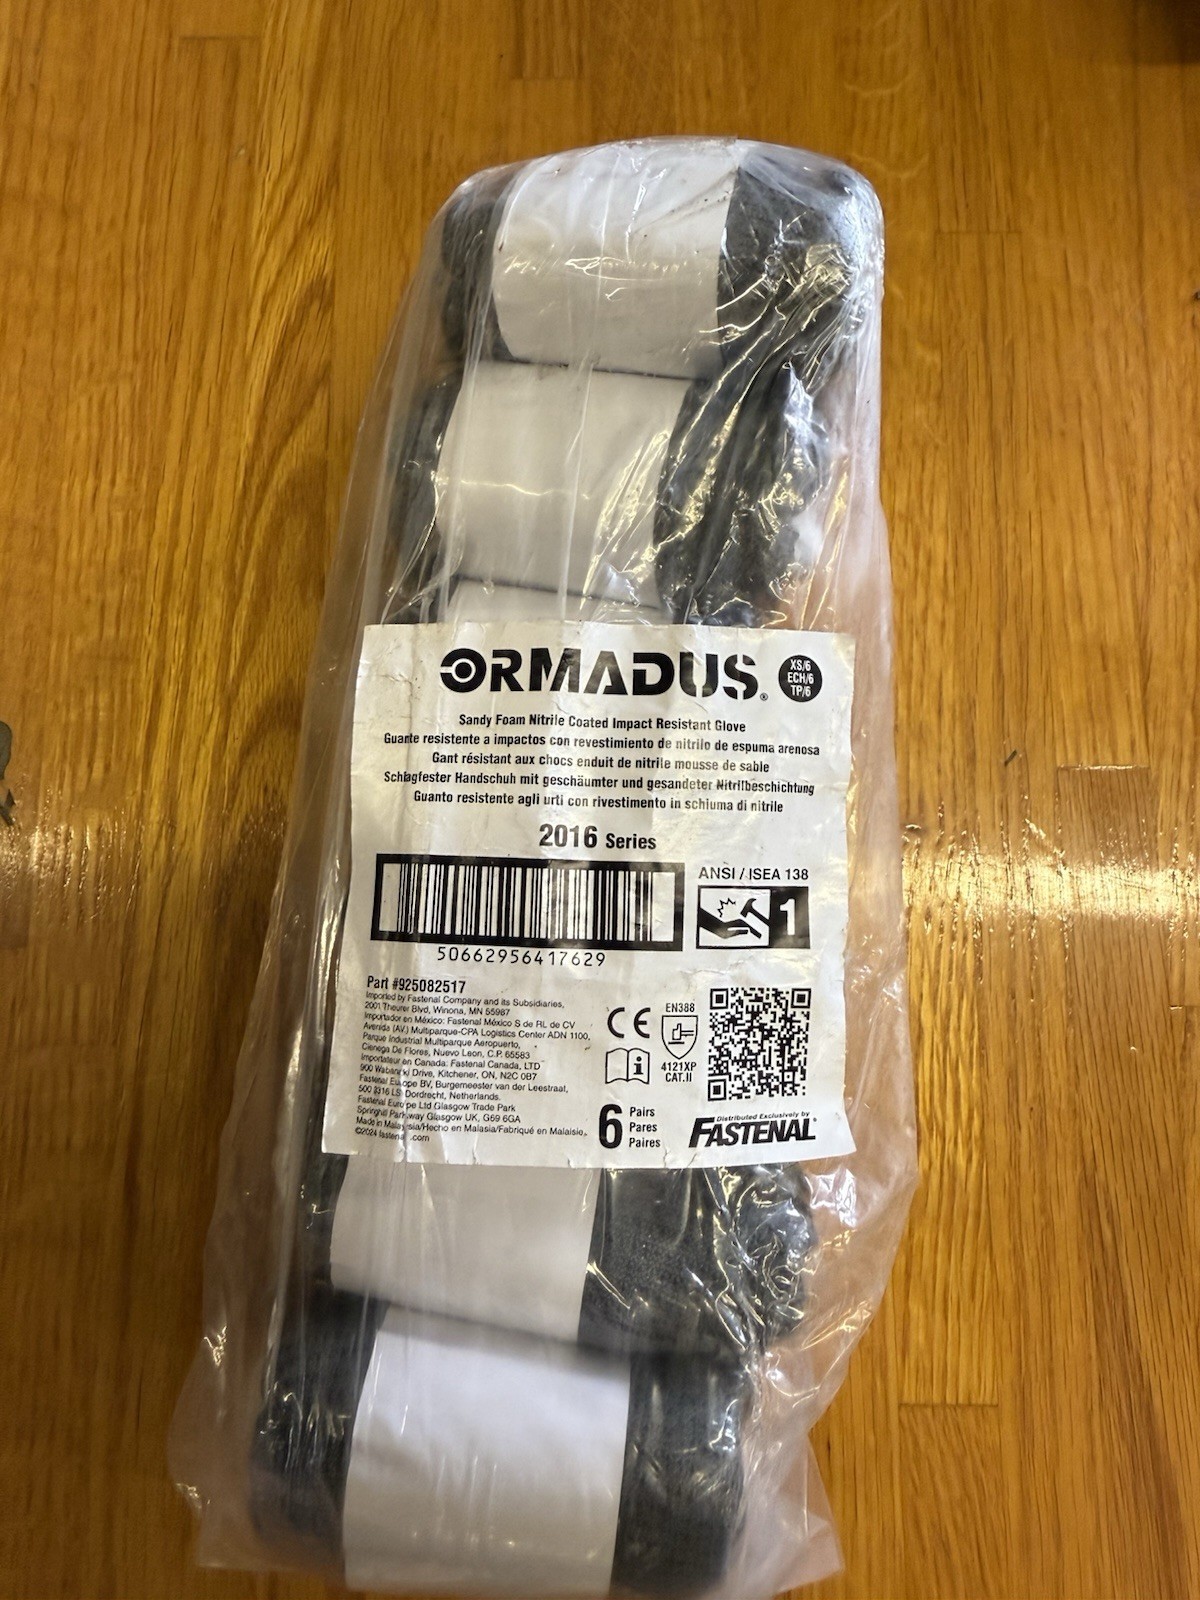 ORMADUS®
XS/6
ECH/6
TP/6
Sandy Foam Nitrile Coated Impact Resistant Glove
Guante resistente a impactos con revestimiento de nitrilo de espuma arenosa
Gant résistant aux chocs enduit de nitrile mousse de sable
Schlagfester Handschuh mit geschäumter und gesandeter Nitrilbeschichtung
Guanto resistente agli urti con rivestimento in schiuma di nitrile
2016 Series
50662956417629
ANSI / ISEA 138
1
Part #925082517
Imported by Fastenal Company and its Subsidiaries,
2001 Theurer Blvd, Winona, MN 55987
Importador en México: Fastenal México S de RL de CV
Avenida (AV) Multiparque-CPA Logistics Center ADN 1100,
Parque Industrial Multiparque Aeropuerto,
Cienega De Flores, Nuevo Leon, C.P. 65583
Importateur en Canada: Fastenal Canada, LTD
900 Drive, Kitchener, ON, N2C 0B7
Fastenal Europe BV, Burgemeester van der Leestraat,
500 3316 Dordrecht, Netherlands.
Fastenal Europe Ltd Glasgow Trade Park
Springhill Parkway Glasgow UK, G69 6GA
Made in Malaysia/Hecho en Malasia/Fabriqué en Malaisie.
©2024 fastenal.com
CE
EN388
i
4121XP
CAT.II
6
Pairs
Pares
Paires
Distributed Exclusively by
FASTENAL®